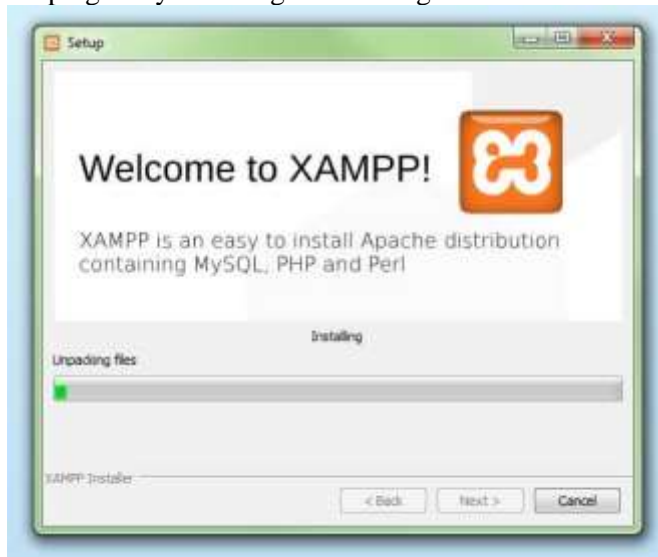 Setup
Welcome to XAMPP!
XAMPP is an easy to install Apache distribution
containing MySQL, PHP and Perl
Installing
Unpacking files
XAMPP Installer
< Back
Next >
Cancel